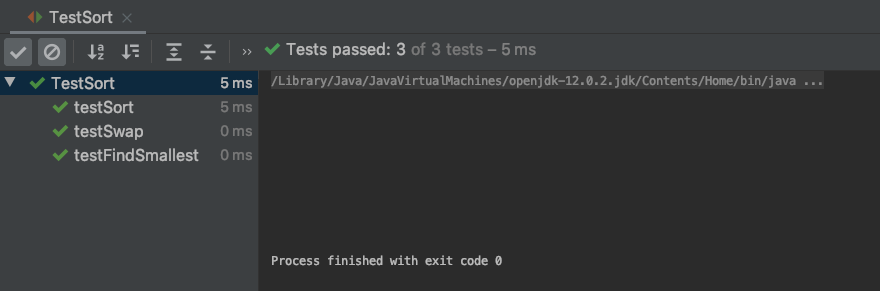 TestSort ×
Tests passed: 3 of 3 tests – 5 ms
TestSort 5 ms
testSort 5 ms
testSwap 0 ms
testFindSmallest 0 ms
/Library/Java/JavaVirtualMachines/openjdk-12.0.2.jdk/Contents/Home/bin/java ...
Process finished with exit code 0